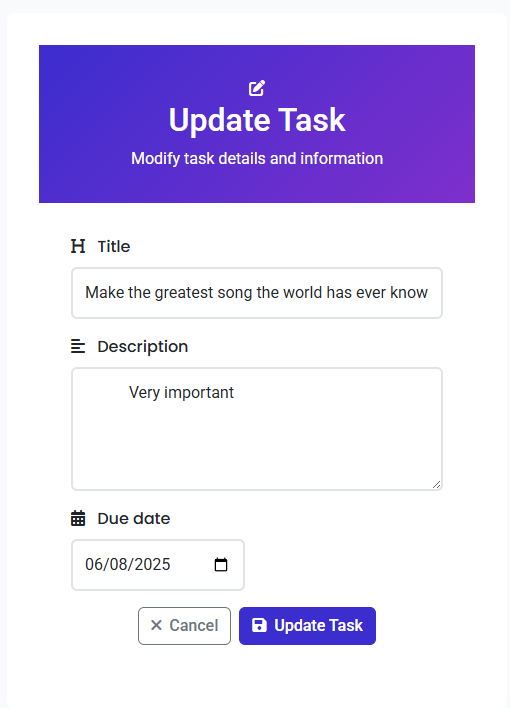 Update Task
Modify task details and information
Title
Make the greatest song the world has ever know
Description
Very important
Due date
06/08/2025
Cancel
Update Task